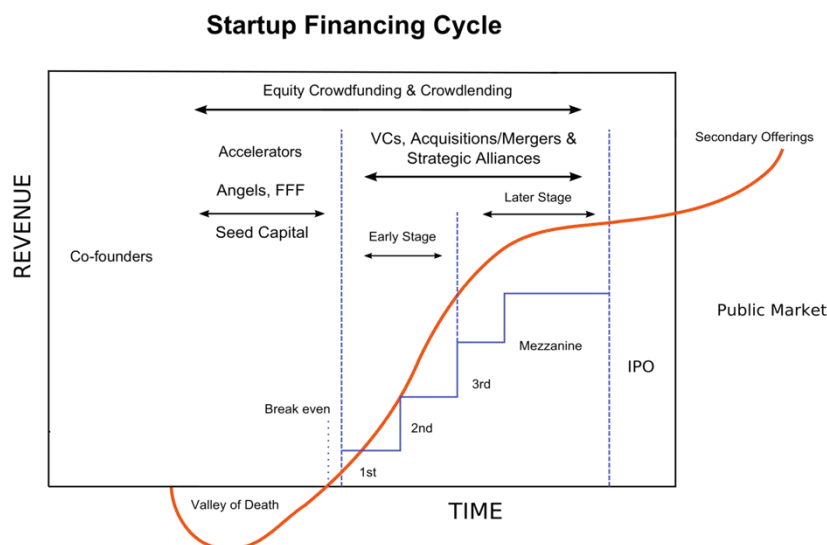 Startup Financing Cycle
Equity Crowdfunding & Crowdlending
VCs, Acquisitions/Mergers &
Strategic Alliances
Secondary Offerings
Accelerators
Angels, FFF
Seed Capital
Later Stage
Early Stage
Co-founders
REVENUE
Public Market
Mezzanine
IPO
3rd
Break even
2nd
1st
Valley of Death
TIME